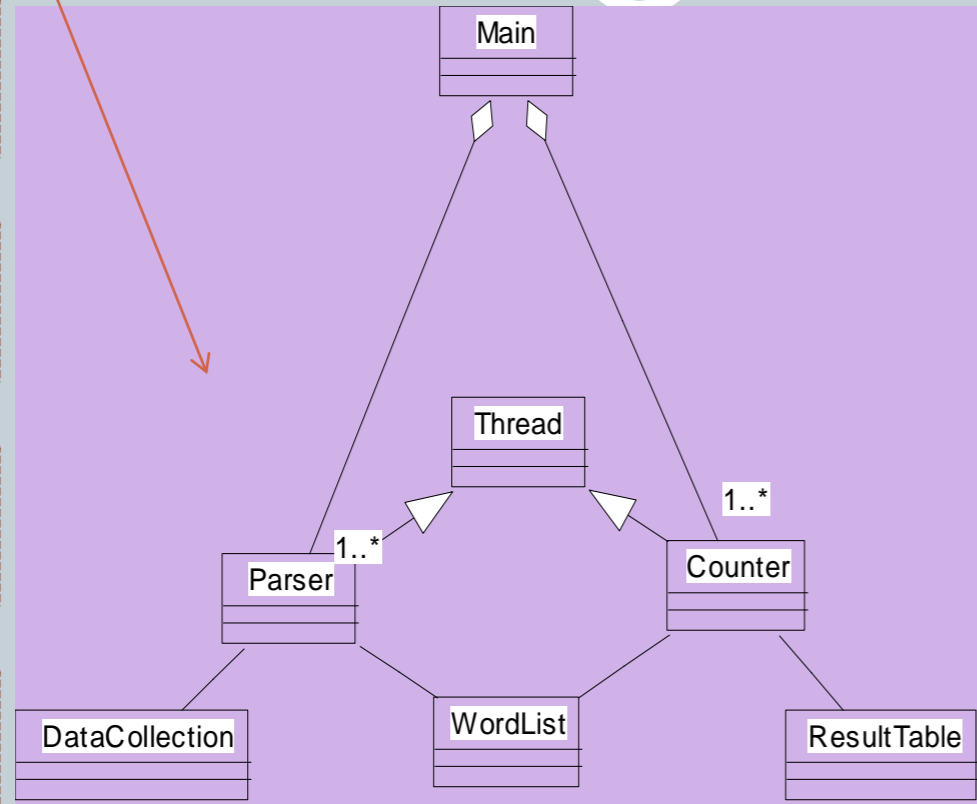 Main
Thread
1..*
1..*
Parser
Counter
DataCollection
WordList
ResultTable